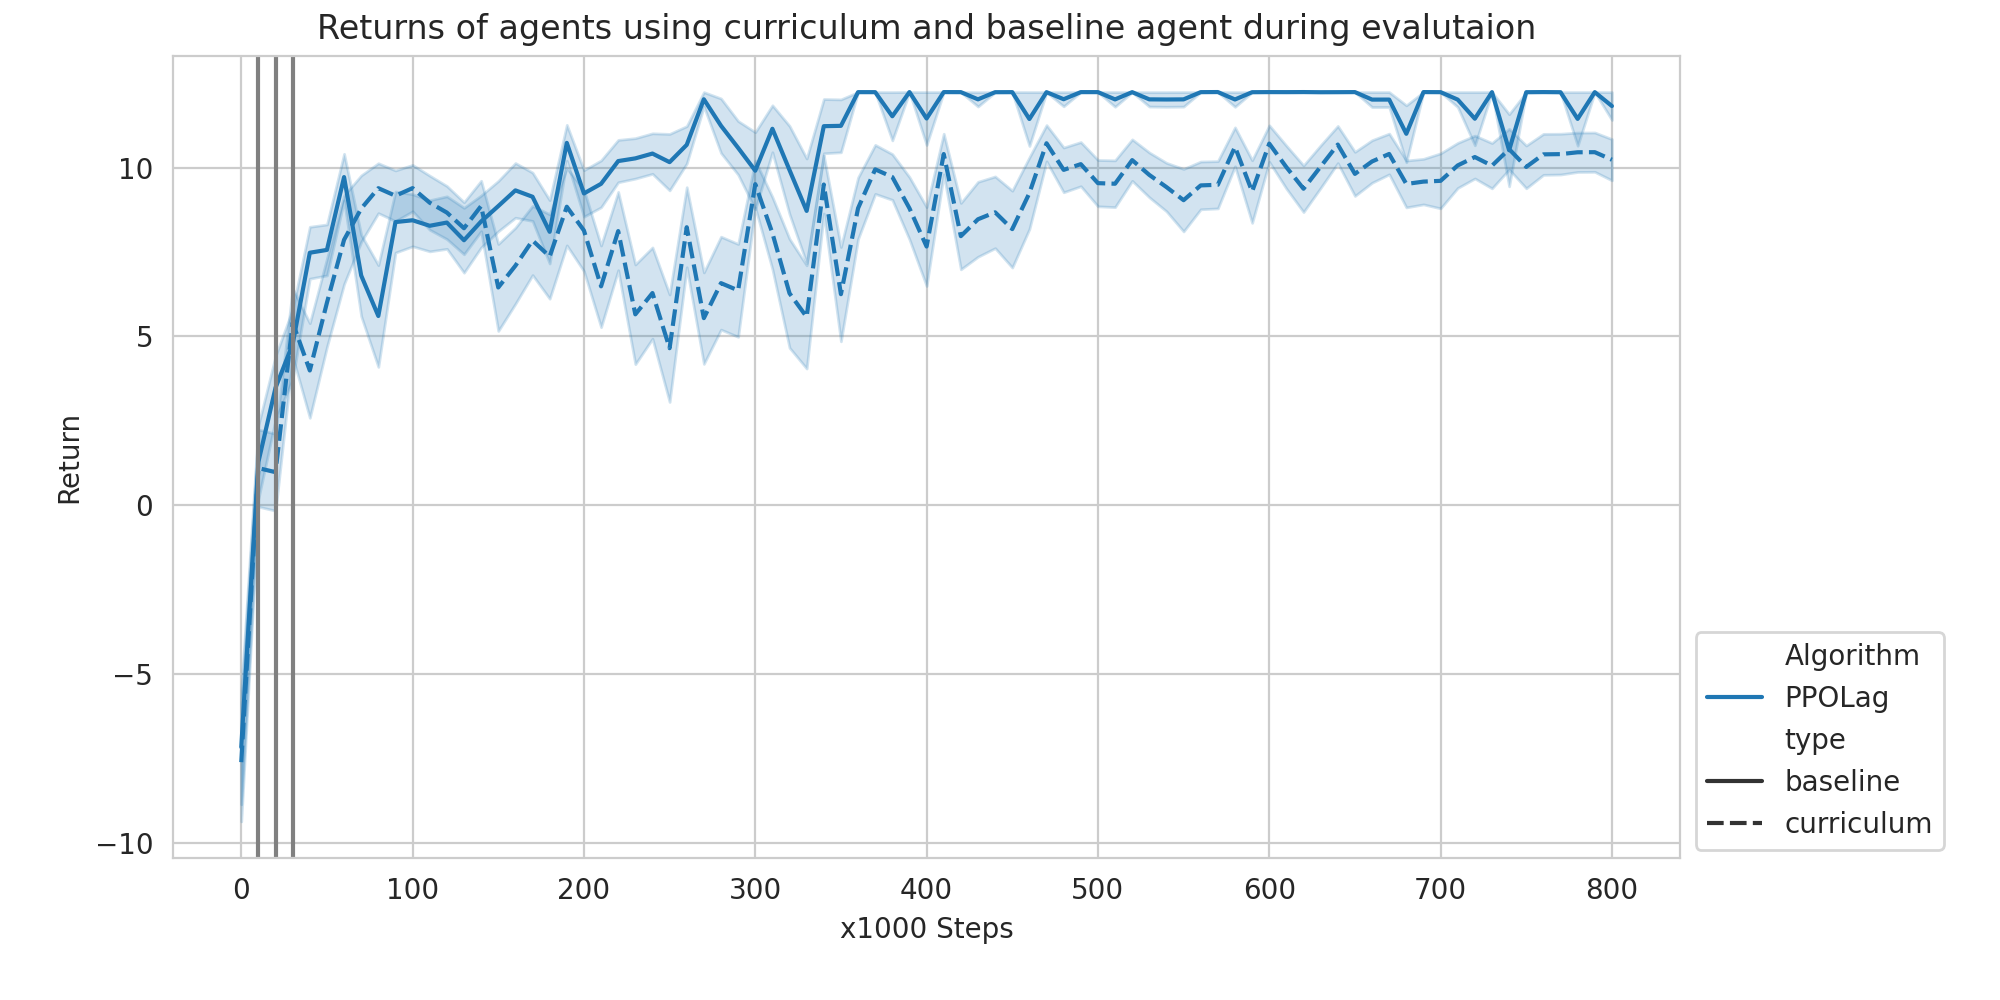 Returns of agents using curriculum and baseline agent during evalutaion
10
5
0
−5
−10
Return
0 100 200 300 400 500 600 700 800
x1000 Steps
Algorithm
PPOLag
type
baseline
curriculum